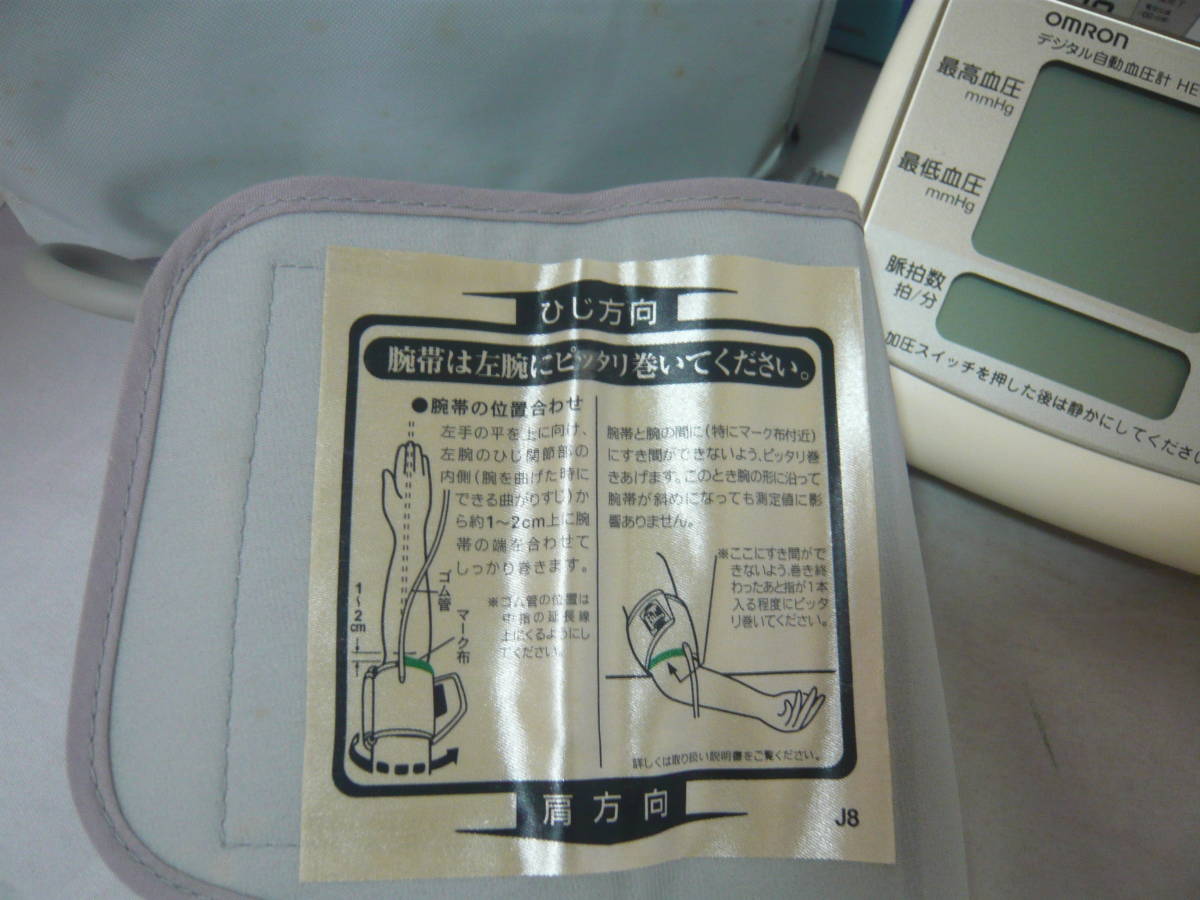 OMRON
デジタル自動血圧計 HE
最高血圧
mmHg
最低血圧
mmHg
脈拍数
拍/分
加圧スイッチを押した後は静かにしてくださ
ひじ方向
腕帯は左腕にピッタリ巻いてください。
●腕帯の位置合わせ
左手の平を上に向け、
左腕のひじ関節部の
内側(腕を曲げた時に
できる曲がりすじ)か
ら約1〜2cm上に腕
帯の端を合わせて
しっかり巻きます。
※ゴム管の位置は
中指の延長線
上にくるようにし
てください。
ゴム管
マーク布
1〜2cm
腕帯と腕の間に(特にマーク布付近)
にすき間ができないよう、ピッタリ巻
きあげます。このとき腕の形に沿って
腕帯が斜めになっても測定値に影
響ありません。
※ここにすき間がで
きないよう、巻き終
わったあと指が1本
入る程度にピッタ
リ巻いてください。
詳しくは取り扱い説明書をご覧ください。
肩方向
J8